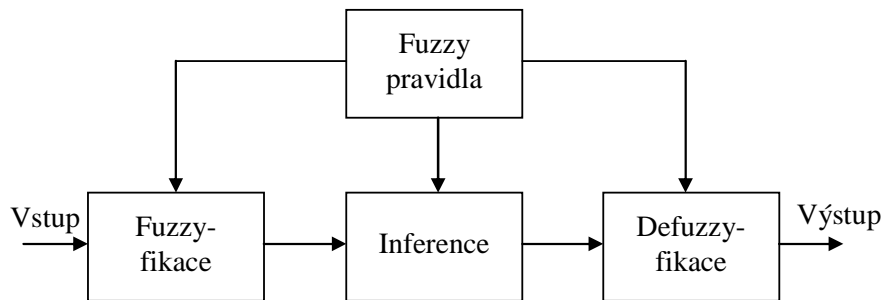 Fuzzy
pravidla
Vstup
Fuzzy-
fikace
Inference
Defuzzy-
fikace
Výstup